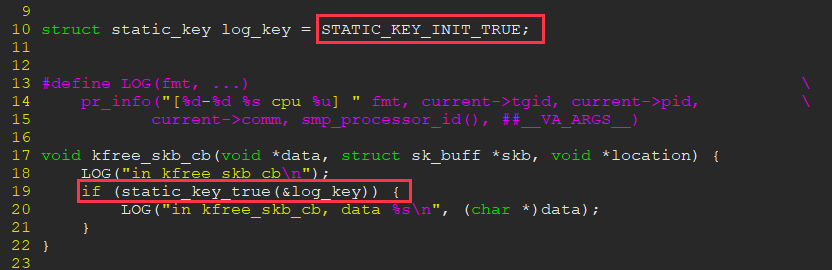 9
10 struct static_key log_key = STATIC_KEY_INIT_TRUE;
11
12
13 #define LOG(fmt, ...) \
14 pr_info("[%d-%d %s cpu %u] " fmt, current->tgid, current->pid, \
15 current->comm, smp_processor_id(), ##__VA_ARGS__)
16
17 void kfree_skb_cb(void *data, struct sk_buff *skb, void *location) {
18 LOG("in kfree_skb_cb\n");
19 if (static_key_true(&log_key)) {
20 LOG("in kfree_skb_cb, data %s\n", (char *)data);
21 }
22 }
23